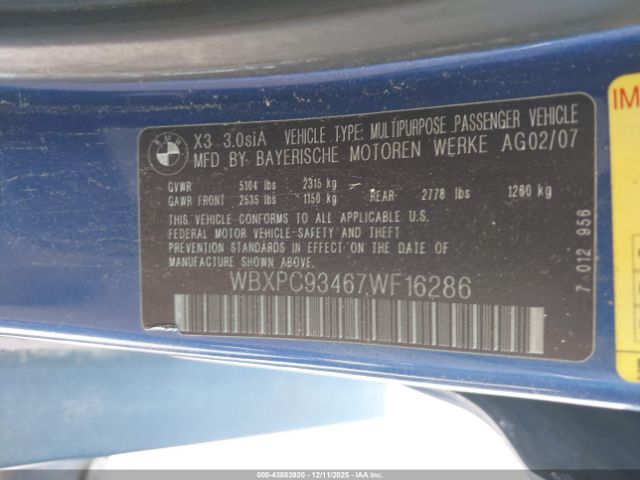 BMW
X3 3.0siA VEHICLE TYPE: MULTIPURPOSE PASSENGER VEHICLE
MFD BY BAYERISCHE MOTOREN WERKE AG02/07
GVWR 5104 lbs 2315 kg
GAWR FRONT 2535 lbs 1150 kg REAR- 2778 lbs 1260 kg
THIS VEHICLE CONFORMS TO ALL APPLICABLE U.S.
FEDERAL MOTOR VEHICLE-SAFETY AND THEFT
PREVENTION STANDARDS IN EFFECT ON THE DATE OF
MANUFACTURE SHOWN ABOVE.
WBXPC93467WF16286
7 012 956
IM
000-43883920 - 12/11/2025 - IAA Inc.